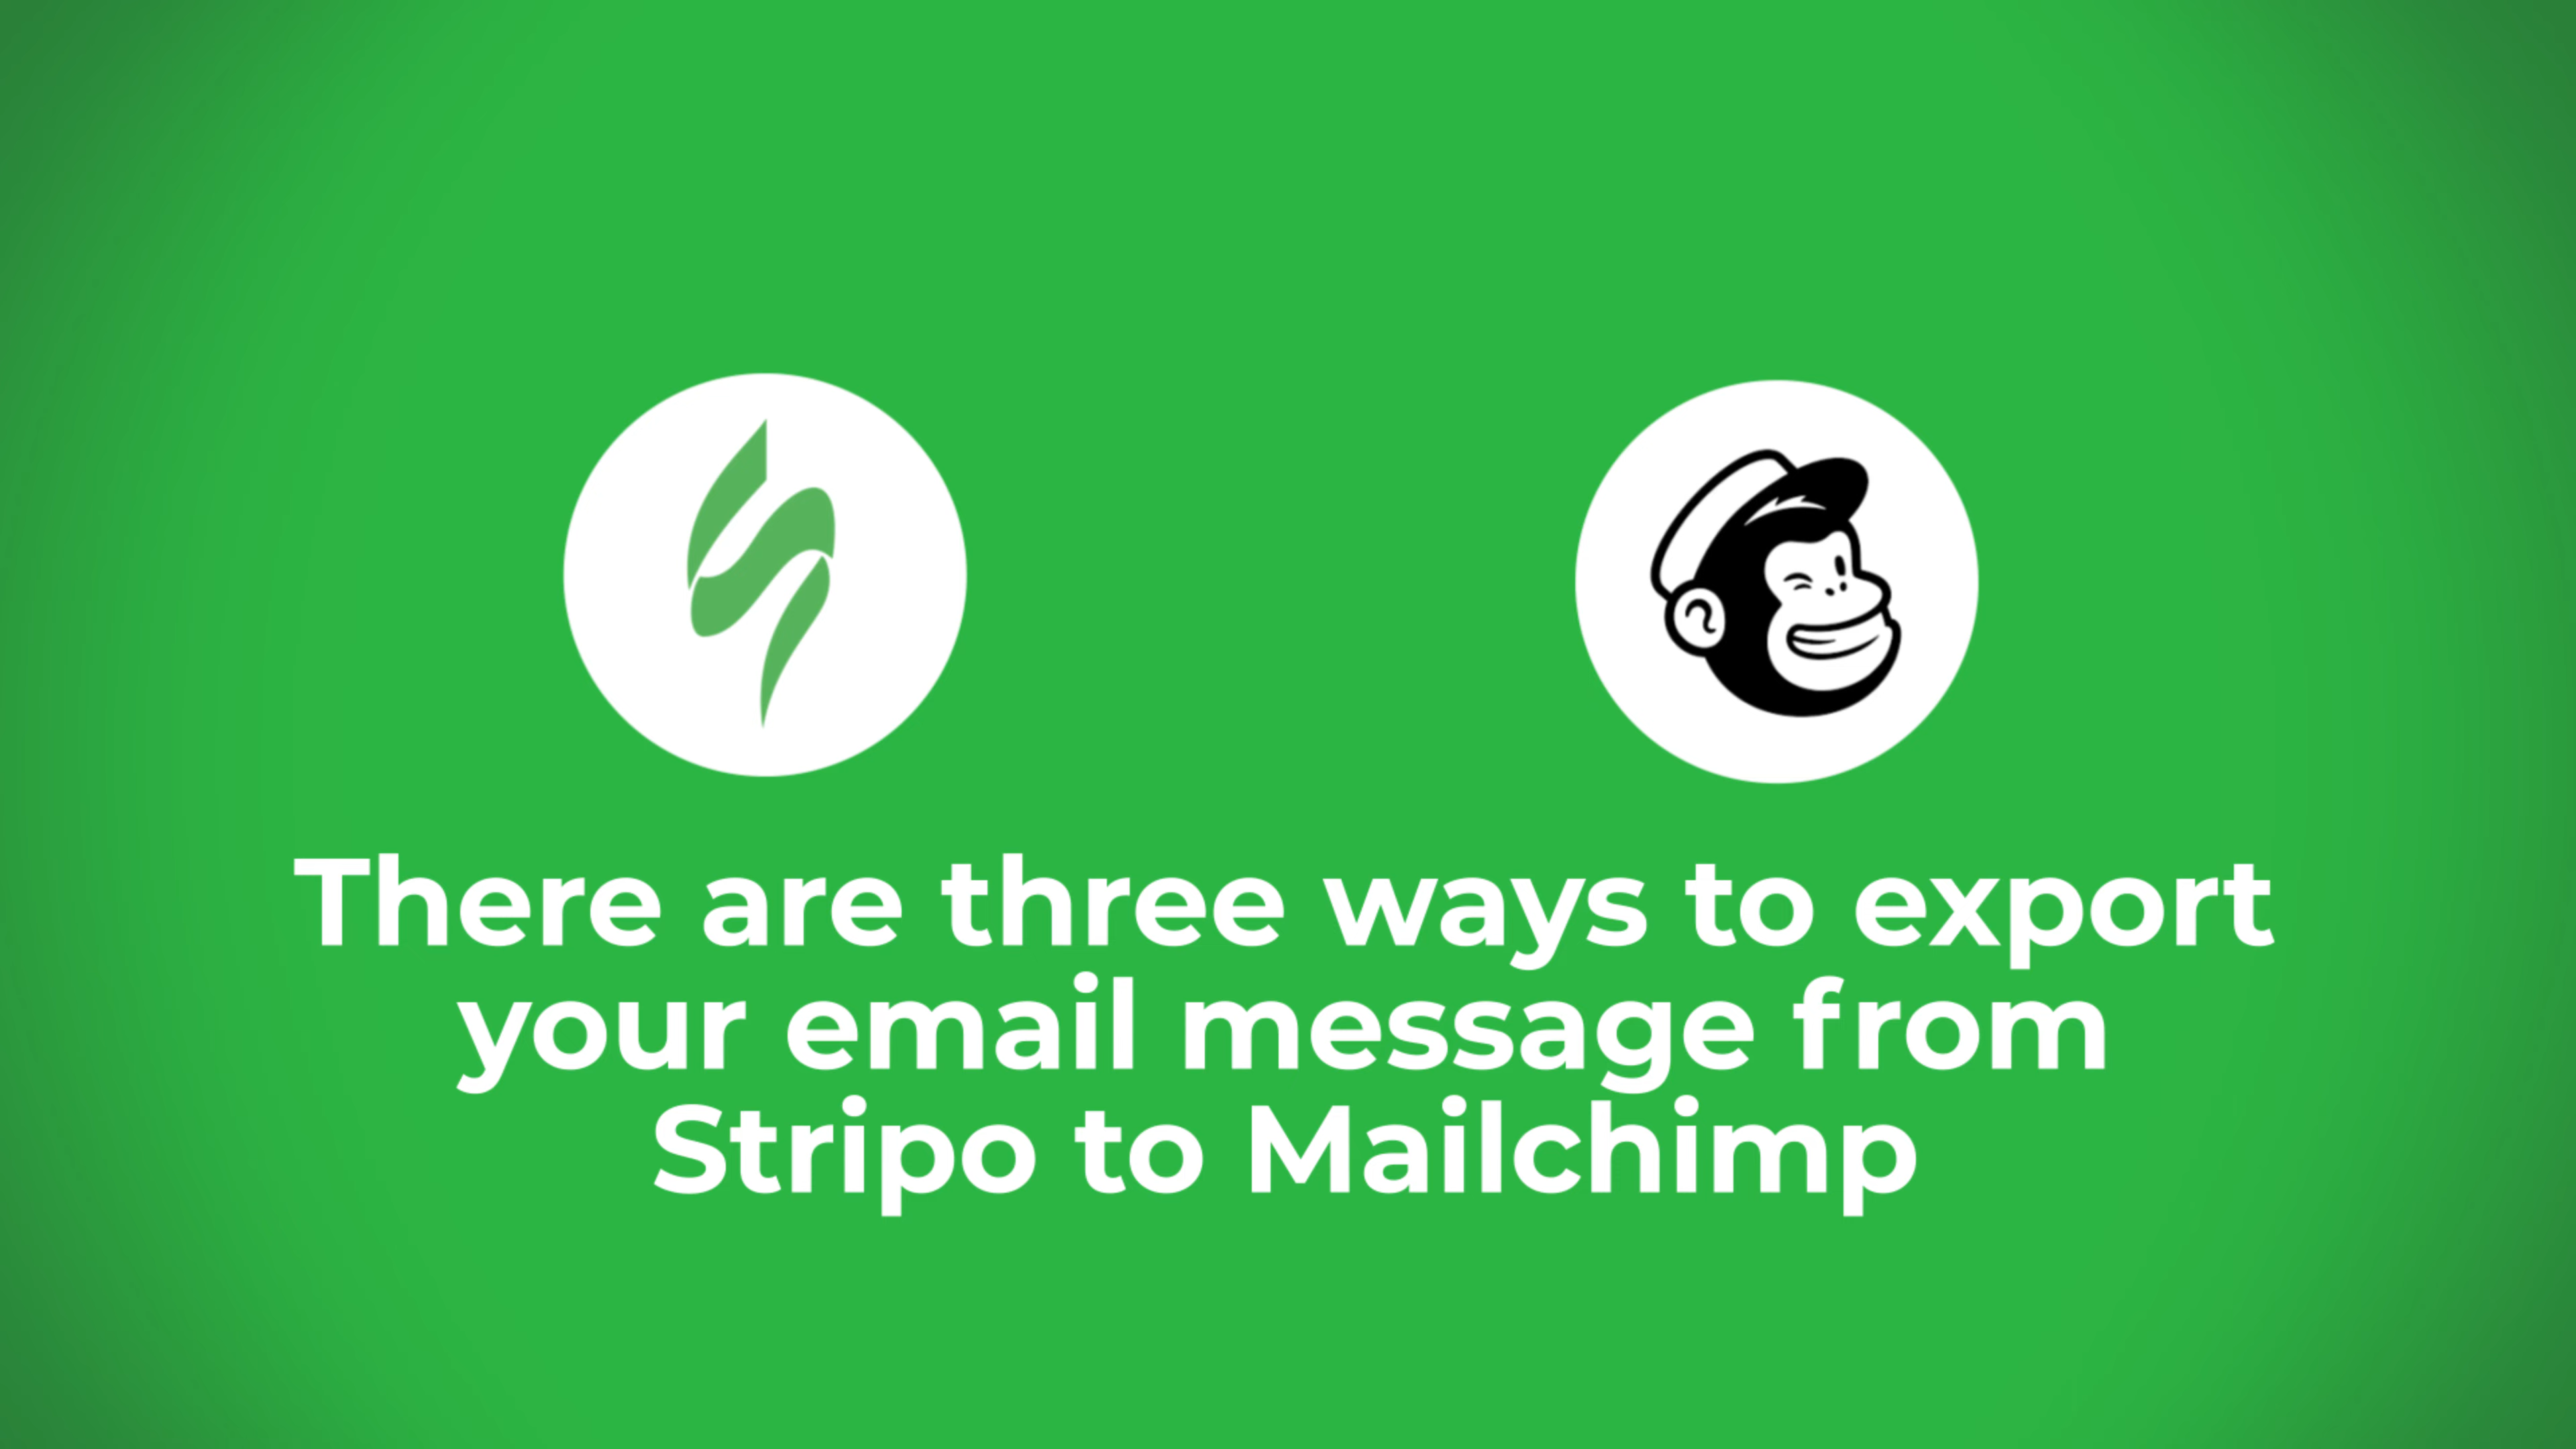 There are three ways to export
your email message from
Stripo to Mailchimp